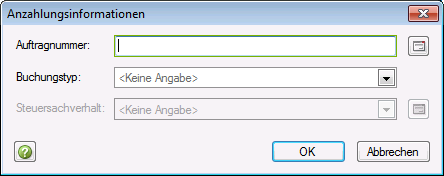 Anzahlungsinformationen
Auftragnummer:
Buchungstyp: <Keine Angabe>
Steuersachverhalt: <Keine Angabe>
OK Abbrechen